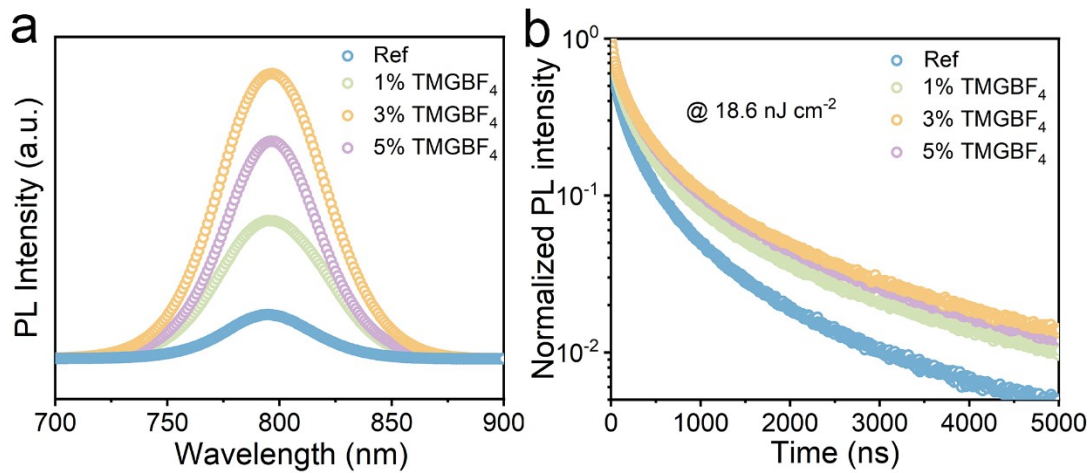 a
PL Intensity (a.u.)
Ref
1% TMGBF₄
3% TMGBF₄
5% TMGBF₄
700
750
800
850
900
Wavelength (nm)
b
Normalized PL intensity
10⁰
10⁻¹
10⁻²
@ 18.6 nJ cm⁻²
Ref
1% TMGBF₄
3% TMGBF₄
5% TMGBF₄
0
1000
2000
3000
4000
5000
Time (ns)